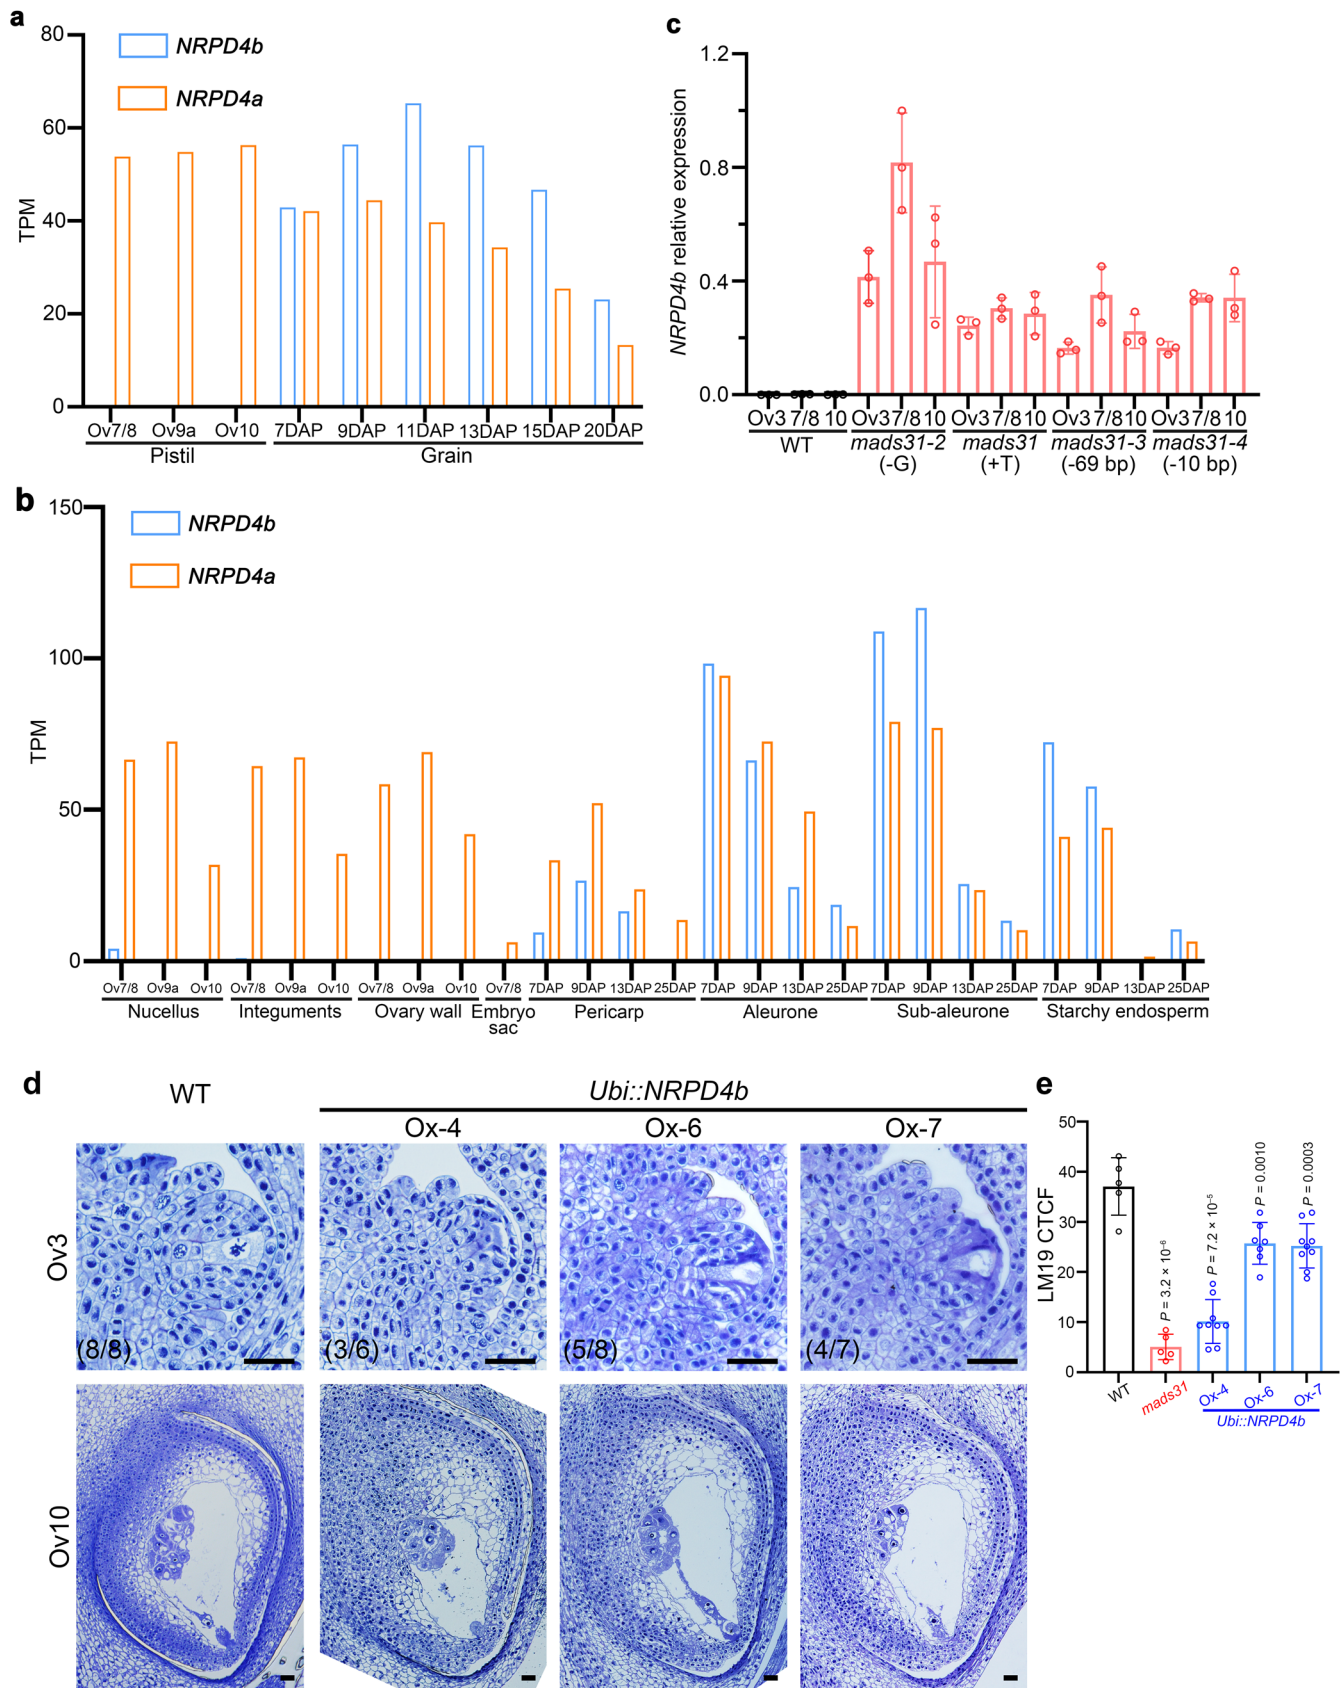 a
80
60
40
20
0
TPM
NRPD4b
NRPD4a
Ov7/8 Ov9a Ov10 7DAP 9DAP 11DAP 13DAP 15DAP 20DAP
Pistil Grain
c
1.2
0.8
0.4
0.0
NRPD4b relative expression
Ov3 7/8 10 Ov3 7/8 10 Ov3 7/8 10 Ov3 7/8 10 Ov3 7/8 10
WT mads31-2 mads31 mads31-3 mads31-4
(-G) (+T) (-69 bp) (-10 bp)
b
150
100
50
0
TPM
NRPD4b
NRPD4a
Ov7/8 Ov9a Ov10 Ov7/8 Ov9a Ov10 Ov7/8 Ov9a Ov10 Ov7/8 7DAP 9DAP 13DAP 25DAP 7DAP 9DAP 13DAP 25DAP 7DAP 9DAP 13DAP 25DAP 7DAP 9DAP 13DAP 25DAP
Nucellus Integuments Ovary wall Embryo Pericarp Aleurone Sub-aleurone Starchy endosperm
sac
d
WT Ubi::NRPD4b
Ox-4 Ox-6 Ox-7
Ov3
(8/8) (3/6) (5/8) (4/7)
Ov10
e
50
40
30
20
10
0
LM19 CTCF
P = 3.2 × 10⁻⁶
P = 7.2 × 10⁻⁵
P = 0.0010
P = 0.0003
WT mads31 Ox-4 Ox-6 Ox-7
Ubi::NRPD4b